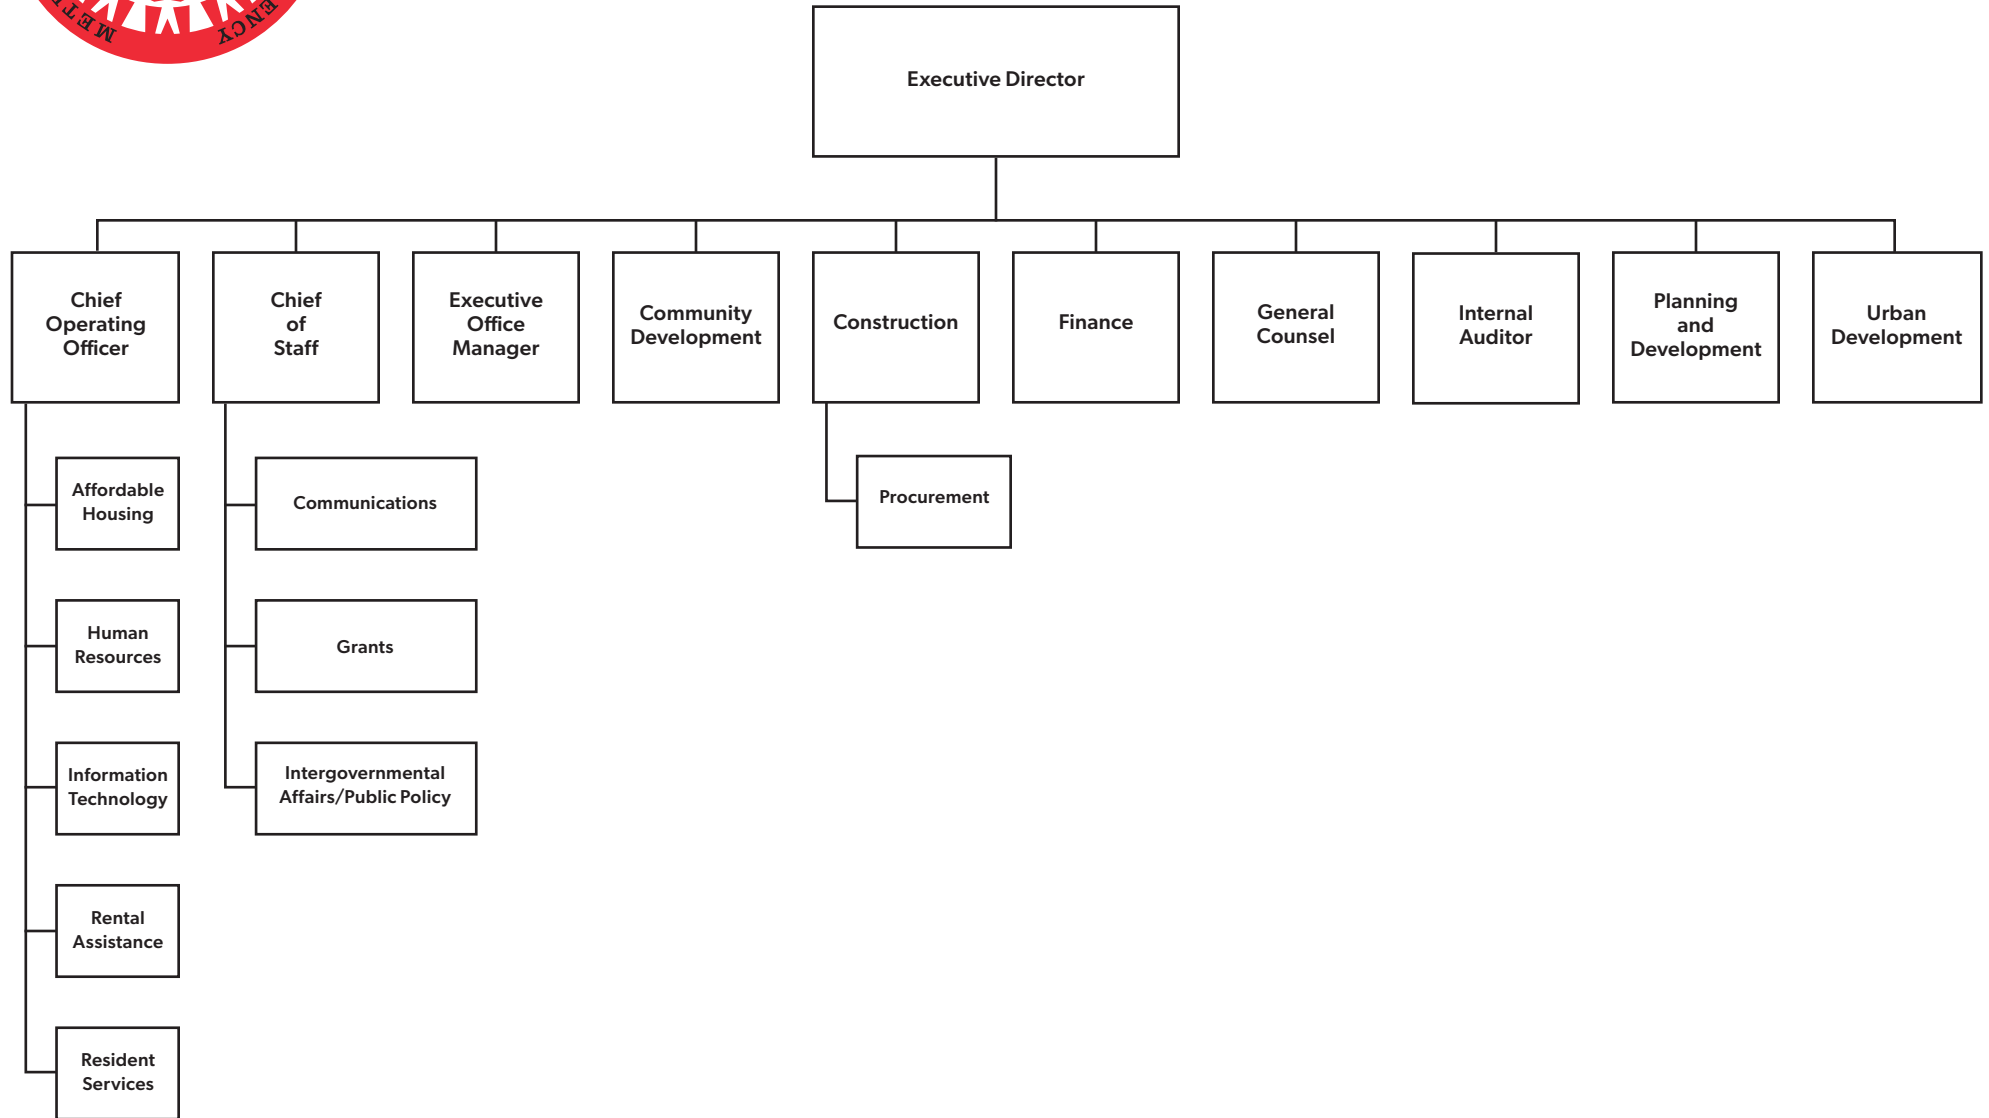 Executive Director
Chief
Operating
Officer
Chief
of
Staff
Executive
Office
Manager
Community
Development
Construction
Finance
General
Counsel
Internal
Auditor
Planning
and
Development
Urban
Development
Affordable
Housing
Communications
Procurement
Human
Resources
Grants
Information
Technology
Intergovernmental
Affairs/Public Policy
Rental
Assistance
Resident
Services